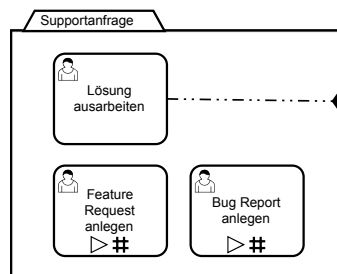 Supportanfrage
Lösung
ausarbeiten
Feature
Request
anlegen
Bug Report
anlegen